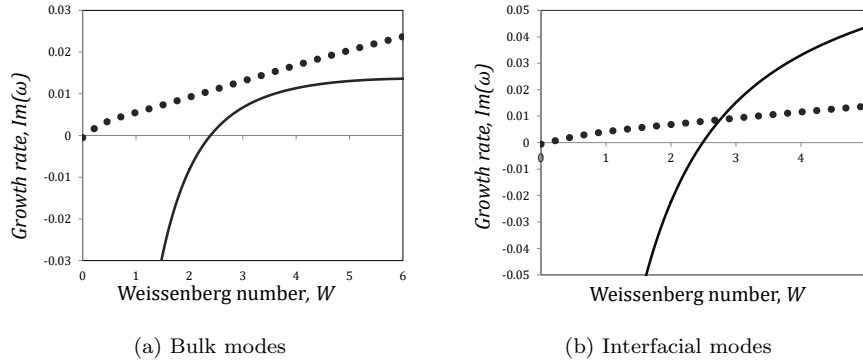 0.03
0.02
0.01
0
-0.01
-0.02
-0.03
0 1 2 3 4 5 6
Growth rate, Im(ω)
Weissenberg number, W
(a) Bulk modes
0.05
0.04
0.03
0.02
0.01
0.00
-0.01
-0.02
-0.03
-0.04
-0.05
0 1 2 3 4
Growth rate, Im(ω)
Weissenberg number, W
(b) Interfacial modes